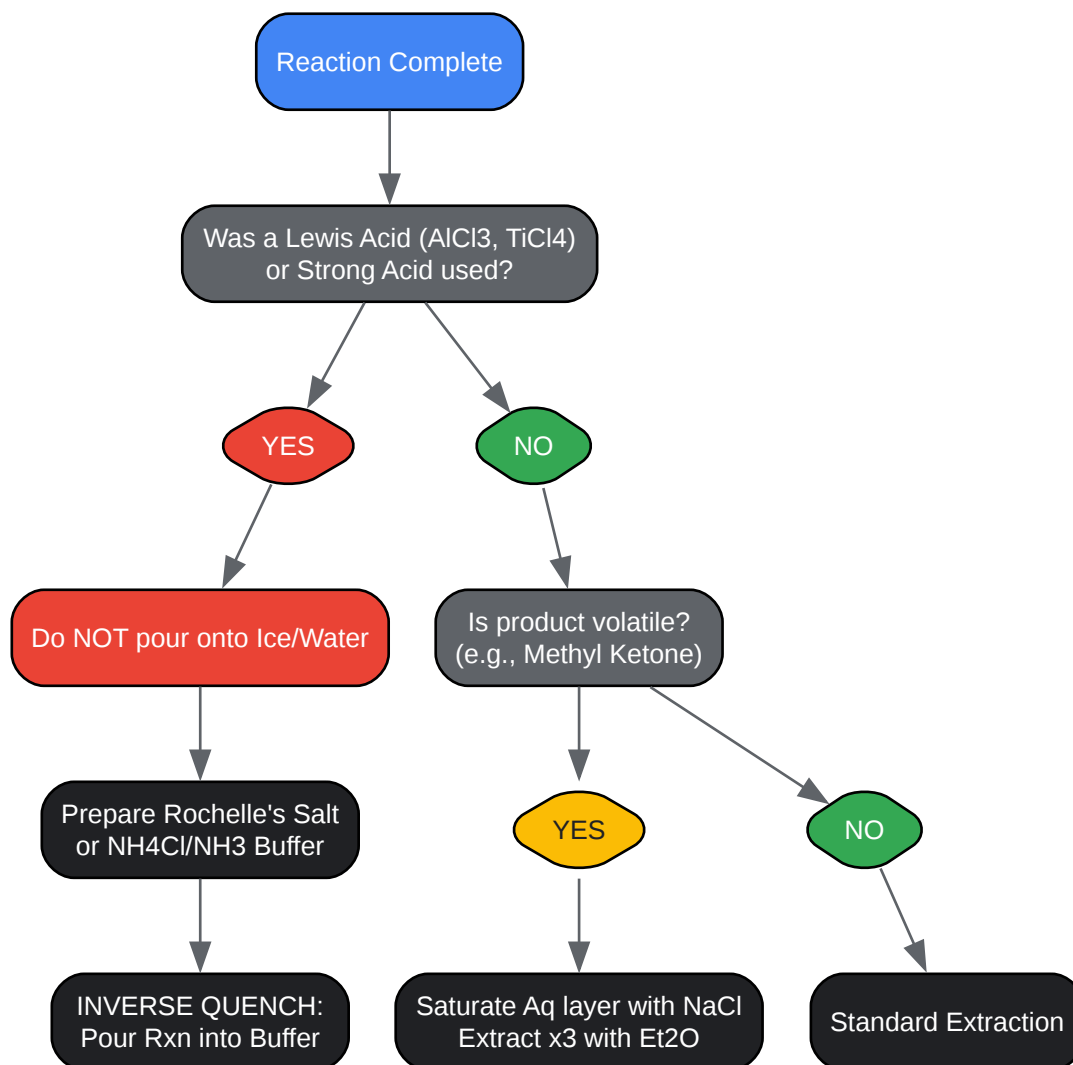 Reaction Complete
Was a Lewis Acid (AlCl3, TiCl4)
or Strong Acid used?
YES
NO
Do NOT pour onto Ice/Water
Is product volatile?
(e.g., Methyl Ketone)
Prepare Rochelle's Salt
or NH4Cl/NH3 Buffer
YES
NO
INVERSE QUENCH:
Pour Rxn into Buffer
Saturate Aq layer with NaCl
Extract x3 with Et2O
Standard Extraction